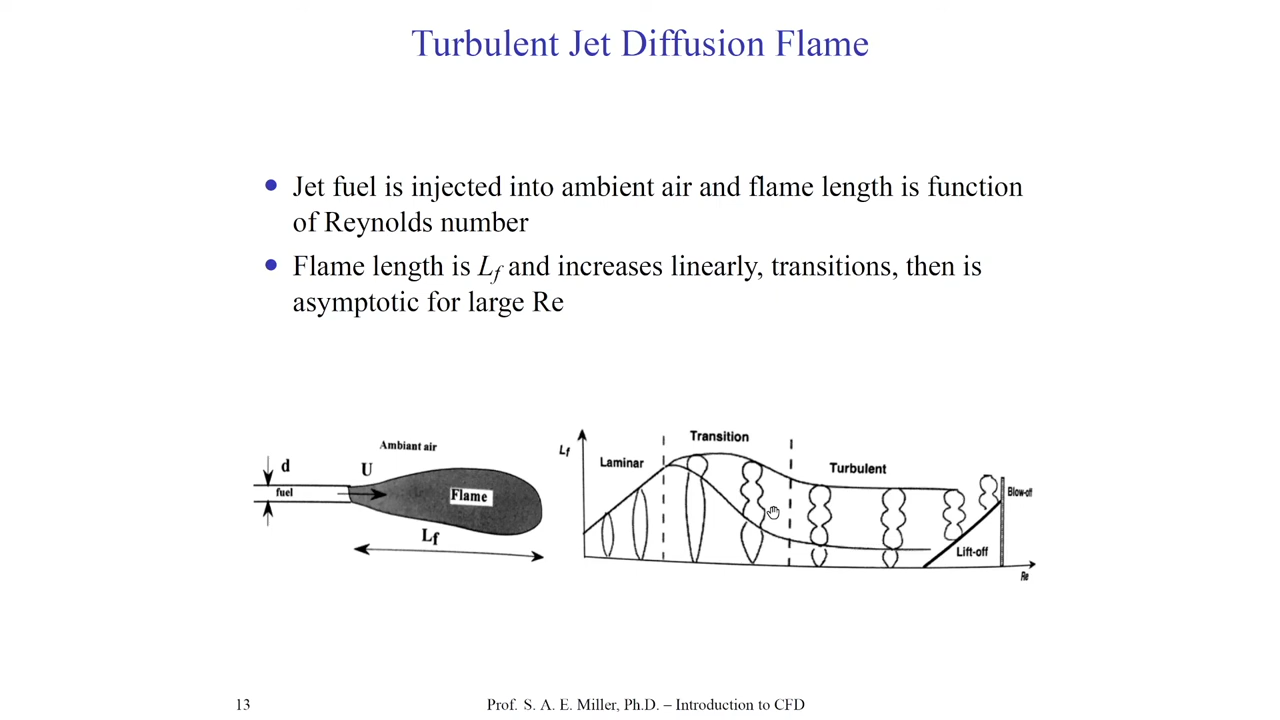 Turbulent Jet Diffusion Flame
• Jet fuel is injected into ambient air and flame length is function
of Reynolds number
• Flame length is Lf and increases linearly, transitions, then is
asymptotic for large Re
Ambiant air
d
U
fuel
Flame
Lf
Lf
Laminar
Transition
Turbulent
Blow-off
Lift-off
Re
13
Prof. S. A. E. Miller, Ph.D. – Introduction to CFD